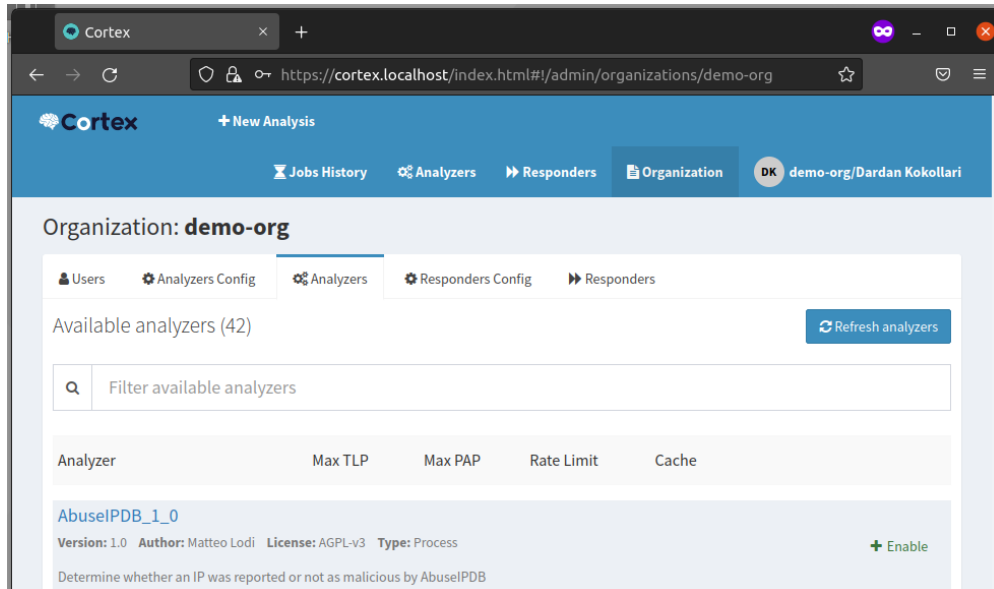 Cortex
https://cortex.localhost/index.html#!/admin/organizations/demo-org
Cortex
+ New Analysis
Jobs History Analyzers Responders Organization DK demo-org/Dardan Kokollari
Organization: demo-org
Users Analyzers Config Analyzers Responders Config Responders
Available analyzers (42)
Refresh analyzers
Filter available analyzers
Analyzer Max TLP Max PAP Rate Limit Cache
AbuseIPDB_1_0
Version: 1.0 Author: Matteo Lodi License: AGPL-v3 Type: Process
+ Enable
Determine whether an IP was reported or not as malicious by AbuseIPDB